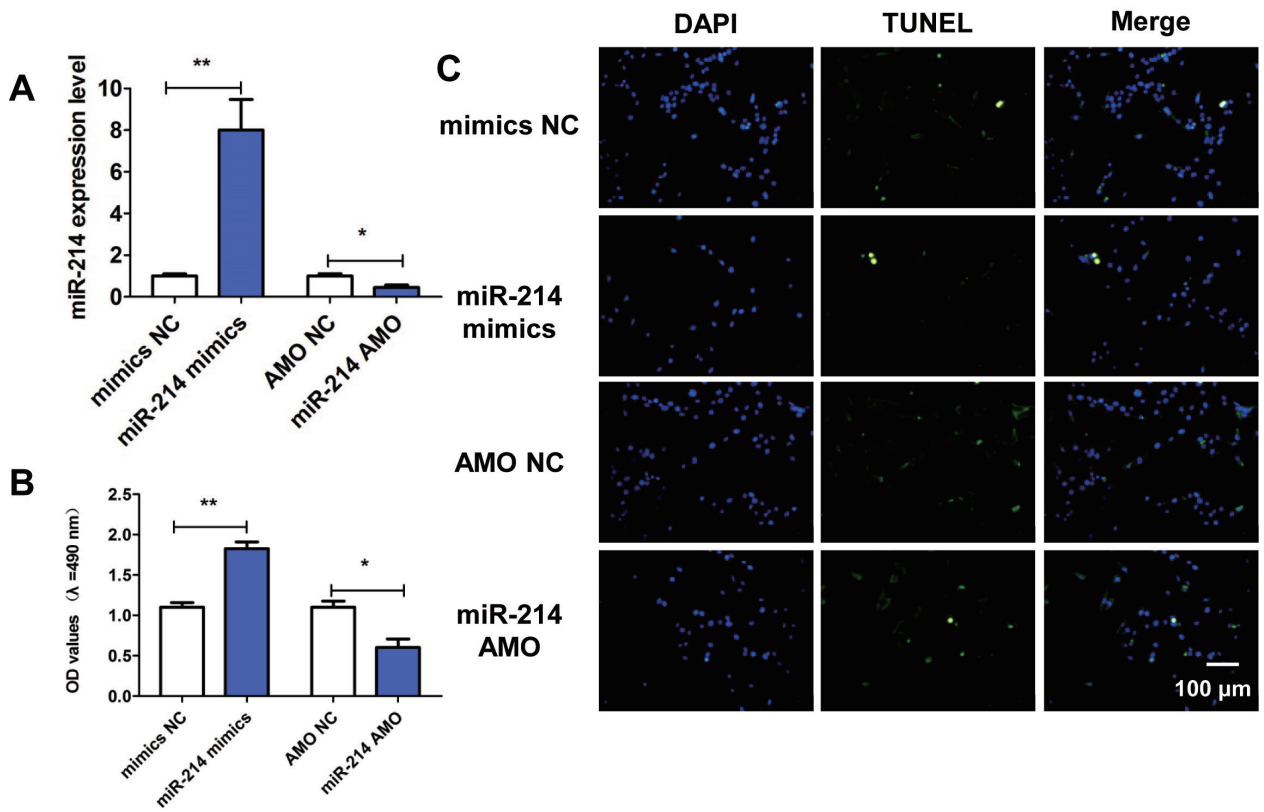 A
miR-214 expression level
10
8
6
4
2
0
**
*
mimics NC
miR-214 mimics
AMO NC
miR-214 AMO
B
OD values （λ =490 nm）
2.5
2.0
1.5
1.0
0.5
0.0
**
*
mimics NC
miR-214 mimics
AMO NC
miR-214 AMO
C
DAPI
TUNEL
Merge
mimics NC
miR-214
mimics
AMO NC
miR-214
AMO
100 µm